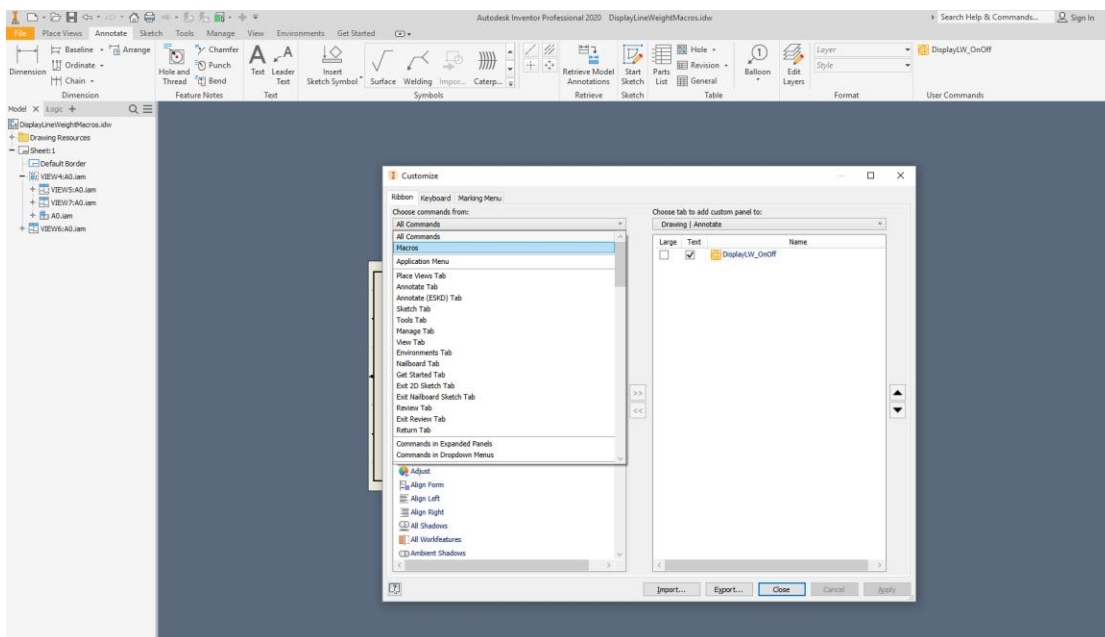 Autodesk Inventor Professional 2020 DisplayLineWeightMacros.idw
Search Help & Commands...
Sign In
File Place Views Annotate Sketch Tools Manage View Environments Get Started
Dimension
Baseline
Ordinate
Chain
Arrange
Dimension
Hole and Thread
Chamfer
Punch
Bend
Feature Notes
Text
Leader Text
Text
Insert Sketch Symbol
Surface Welding Impor... Caterp...
Symbols
Retrieve Model Annotations
Retrieve
Start Sketch
Sketch
Parts List
Hole
Revision
General
Balloon
Table
Edit Layers
Layer
Style
Format
DisplayLW_OnOff
User Commands
Model Logic
DisplayLineWeightMacros.idw
Drawing Resources
Sheet:1
Default Border
VIEW4:A0.iam
VIEW5:A0.iam
VIEW7:A0.iam
A0.iam
VIEW6:A0.iam
Customize
Ribbon Keyboard Marking Menu
Choose commands from:
All Commands
All Commands
Macros
Application Menu
Place Views Tab
Annotate Tab
Annotate (ESKD) Tab
Sketch Tab
Tools Tab
Manage Tab
View Tab
Environments Tab
Nailboard Tab
Get Started Tab
Exit 2D Sketch Tab
Exit Nailboard Sketch Tab
Review Tab
Exit Review Tab
Return Tab
Commands in Expanded Panels
Commands in Dropdown Menus
Adjust
Align Form
Align Left
Align Right
All Shadows
All Workfeatures
Ambient Shadows
>>
<<
Choose tab to add custom panel to:
Drawing | Annotate
Large Text Name
DisplayLW_OnOff
Import... Export... Close Cancel Apply